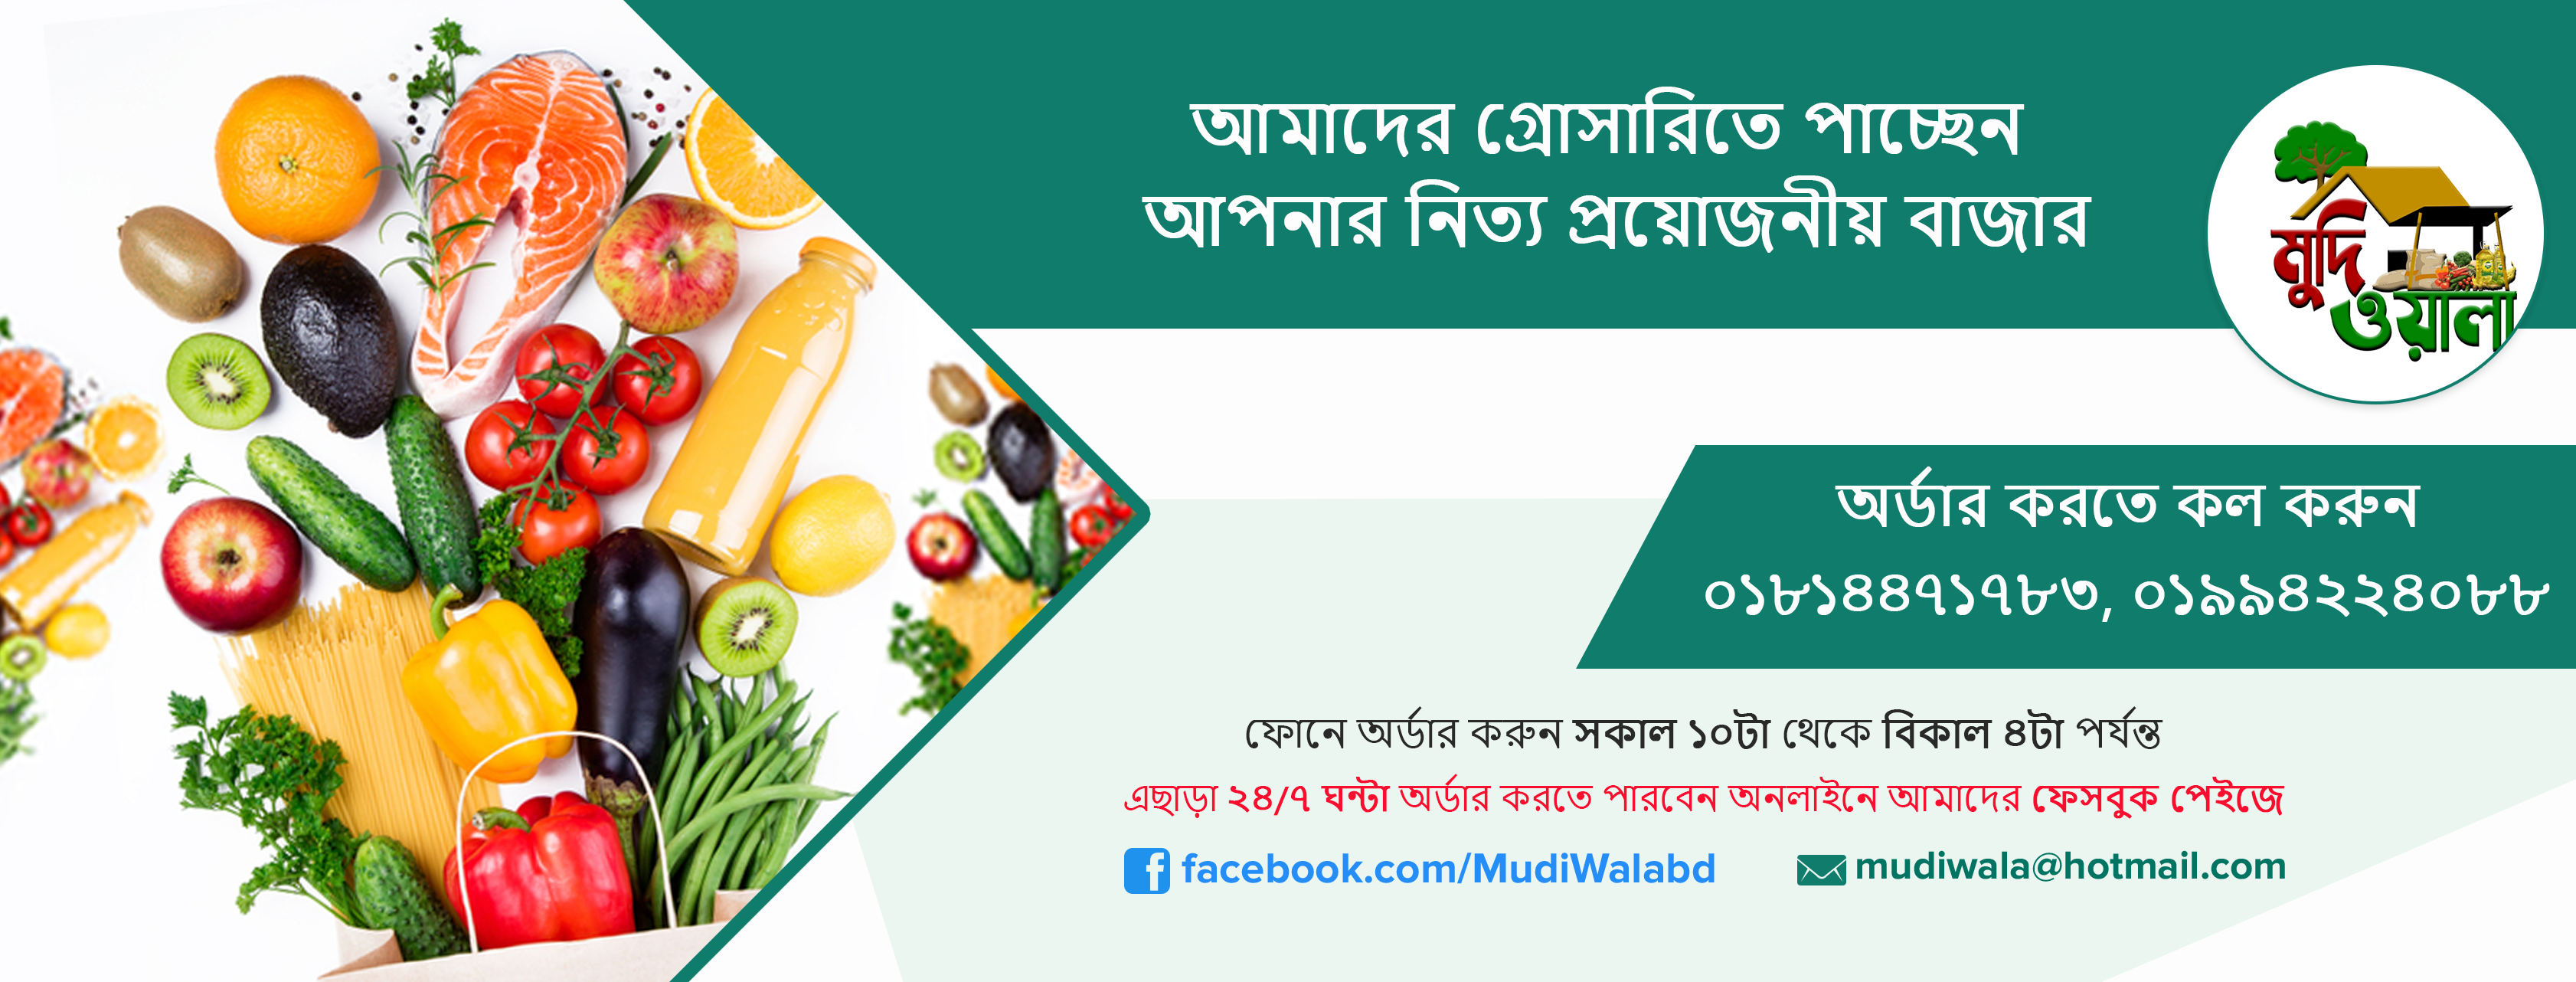 আমাদের গ্রোসারিতে পাচ্ছেন
আপনার নিত্য প্রয়োজনীয় বাজার
মুদি
ওয়ালা
অর্ডার করতে কল করুন
০১৮১৪৪৭১৭৮৩, ০১৯৯৪২২৪০৮৮
ফোনে অর্ডার করুন সকাল ১০টা থেকে বিকাল ৪টা পর্যন্ত
এছাড়া ২৪/৭ ঘন্টা অর্ডার করতে পারবেন অনলাইনে আমাদের ফেসবুক পেইজে
facebook.com/MudiWalabd
mudiwala@hotmail.com